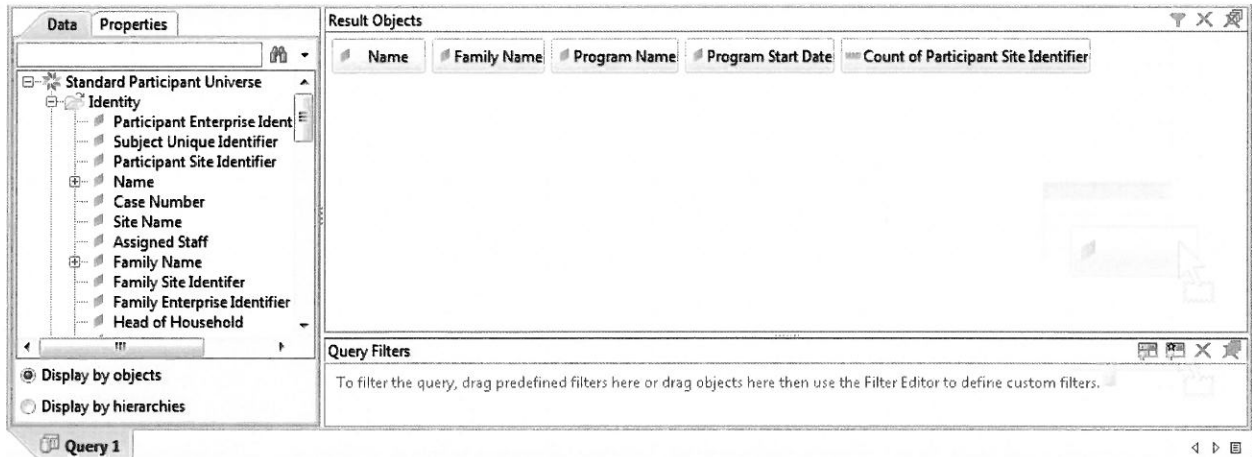 Data Properties
Standard Participant Universe
Identity
Participant Enterprise Ident
Subject Unique Identifier
Participant Site Identifier
Name
Case Number
Site Name
Assigned Staff
Family Name
Family Site Identifer
Family Enterprise Identifier
Head of Household
Display by objects
Display by hierarchies
Result Objects
Name Family Name Program Name Program Start Date Count of Participant Site Identifier
Query Filters
To filter the query, drag predefined filters here or drag objects here then use the Filter Editor to define custom filters.
Query 1